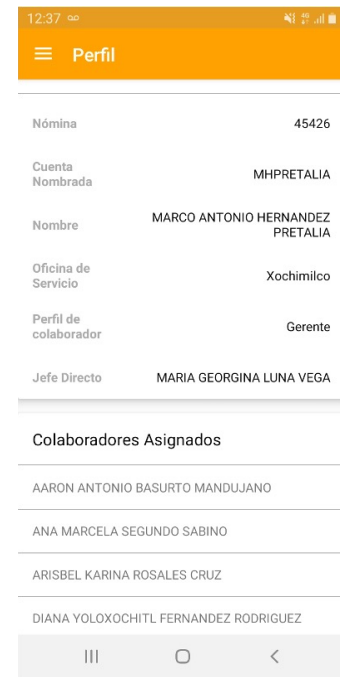 12:37
Perfil
Nómina 45426
Cuenta
Nombrada MHPRETALIA
Nombre MARCO ANTONIO HERNANDEZ
PRETALIA
Oficina de
Servicio Xochimilco
Perfil de
colaborador Gerente
Jefe Directo MARIA GEORGINA LUNA VEGA
Colaboradores Asignados
AARON ANTONIO BASURTO MANDUJANO
ANA MARCELA SEGUNDO SABINO
ARISBEL KARINA ROSALES CRUZ
DIANA YOLOXOCHITL FERNANDEZ RODRIGUEZ